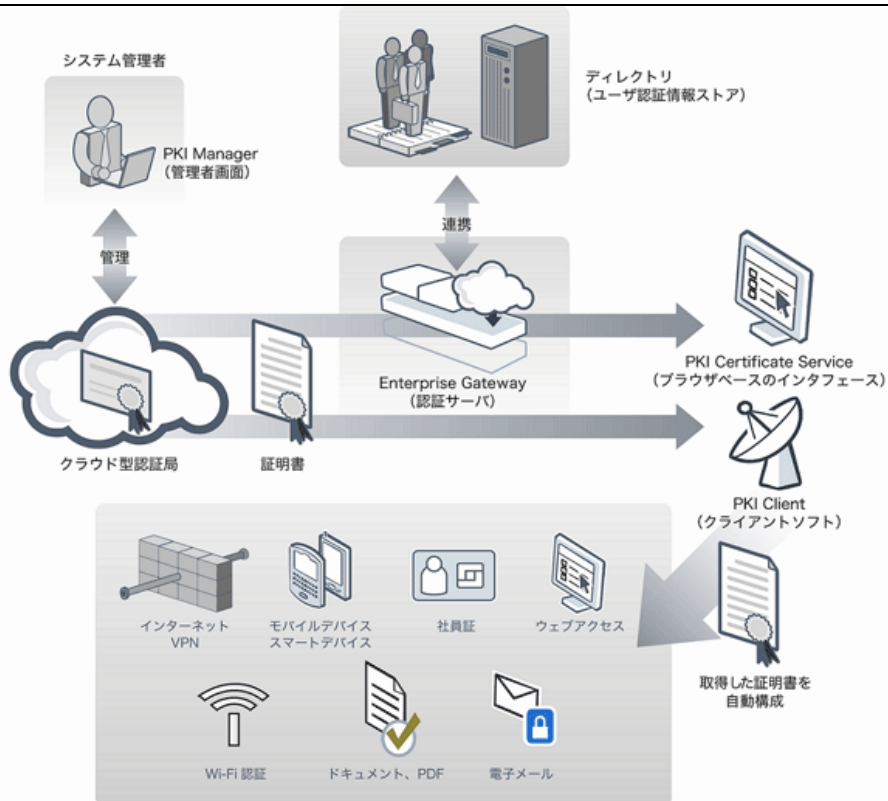 システム管理者
PKI Manager
（管理者画面）
ディレクトリ
（ユーザ認証情報ストア）
管理
連携
Enterprise Gateway
（認証サーバ）
PKI Certificate Service
（ブラウザベースのインタフェース）
クラウド型認証局
証明書
PKI Client
（クライアントソフト）
インターネット
VPN
モバイルデバイス
スマートデバイス
社員証
ウェブアクセス
取得した証明書を
自動構成
Wi-Fi 認証
ドキュメント、PDF
電子メール